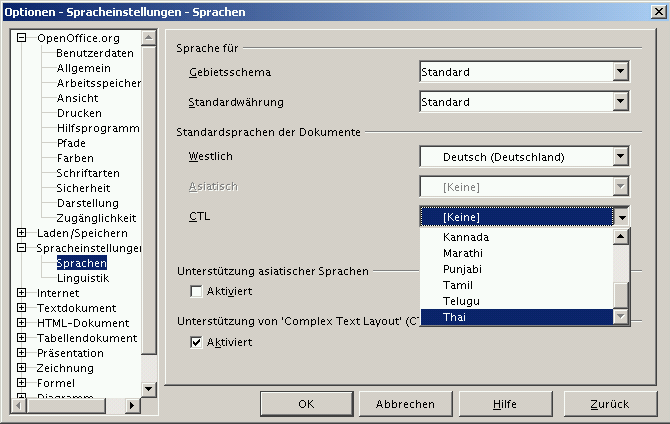 Optionen - Spracheinstellungen - Sprachen
OpenOffice.org
Benutzerdaten
Allgemein
Arbeitsspeicher
Ansicht
Drucken
Hilfsprogramm
Pfade
Farben
Schriftarten
Sicherheit
Darstellung
Zugänglichkeit
Laden/Speichern
Spracheinstellungen
Sprachen
Linguistik
Internet
Textdokument
HTML-Dokument
Tabellendokument
Präsentation
Zeichnung
Formel
Diagramm
Sprache für
Gebietsschema Standard
Standardwährung Standard
Standardsprachen der Dokumente
Westlich Deutsch (Deutschland)
Asiatisch [Keine]
CTL [Keine]
Kannada
Marathi
Punjabi
Tamil
Telugu
Thai
Unterstützung asiatischer Sprachen
Aktiviert
Unterstützung von 'Complex Text Layout' (CT
Aktiviert
OK Abbrechen Hilfe Zurück